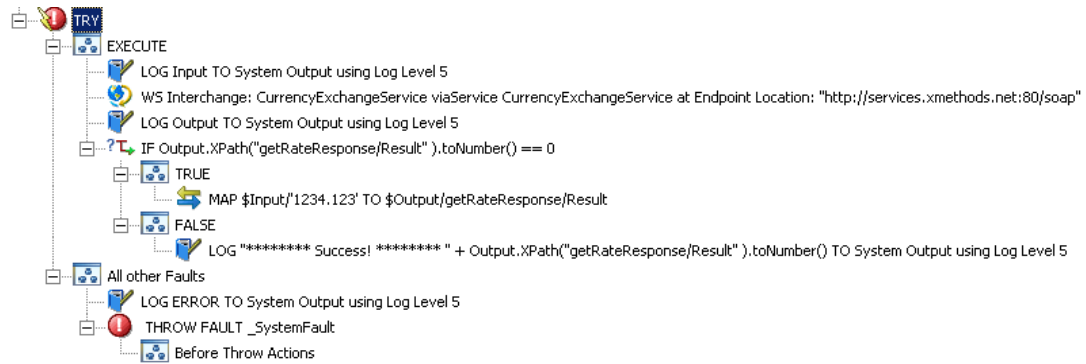 TRY
EXECUTE
LOG Input TO System Output using Log Level 5
WS Interchange: CurrencyExchangeService viaService CurrencyExchangeService at Endpoint Location: "http://services.xmethods.net:80/soap"
LOG Output TO System Output using Log Level 5
IF Output.XPath("getRateResponse/Result" ).toNumber() == 0
TRUE
MAP $Input/'1234.123' TO $Output/getRateResponse/Result
FALSE
LOG "******** Success! ******** " + Output.XPath("getRateResponse/Result" ).toNumber() TO System Output using Log Level 5
All other Faults
LOG ERROR TO System Output using Log Level 5
THROW FAULT _SystemFault
Before Throw Actions